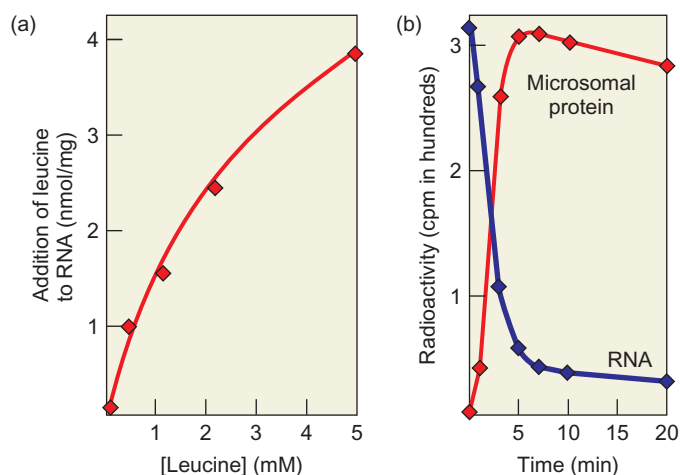 (a)
4
3
2
1
Addition of leucine
to RNA (nmol/mg)
1 2 3 4 5
[Leucine] (mM)
(b)
3
2
1
Radioactivity (cpm in hundreds)
Microsomal
protein
RNA
5 10 15 20
Time (min)